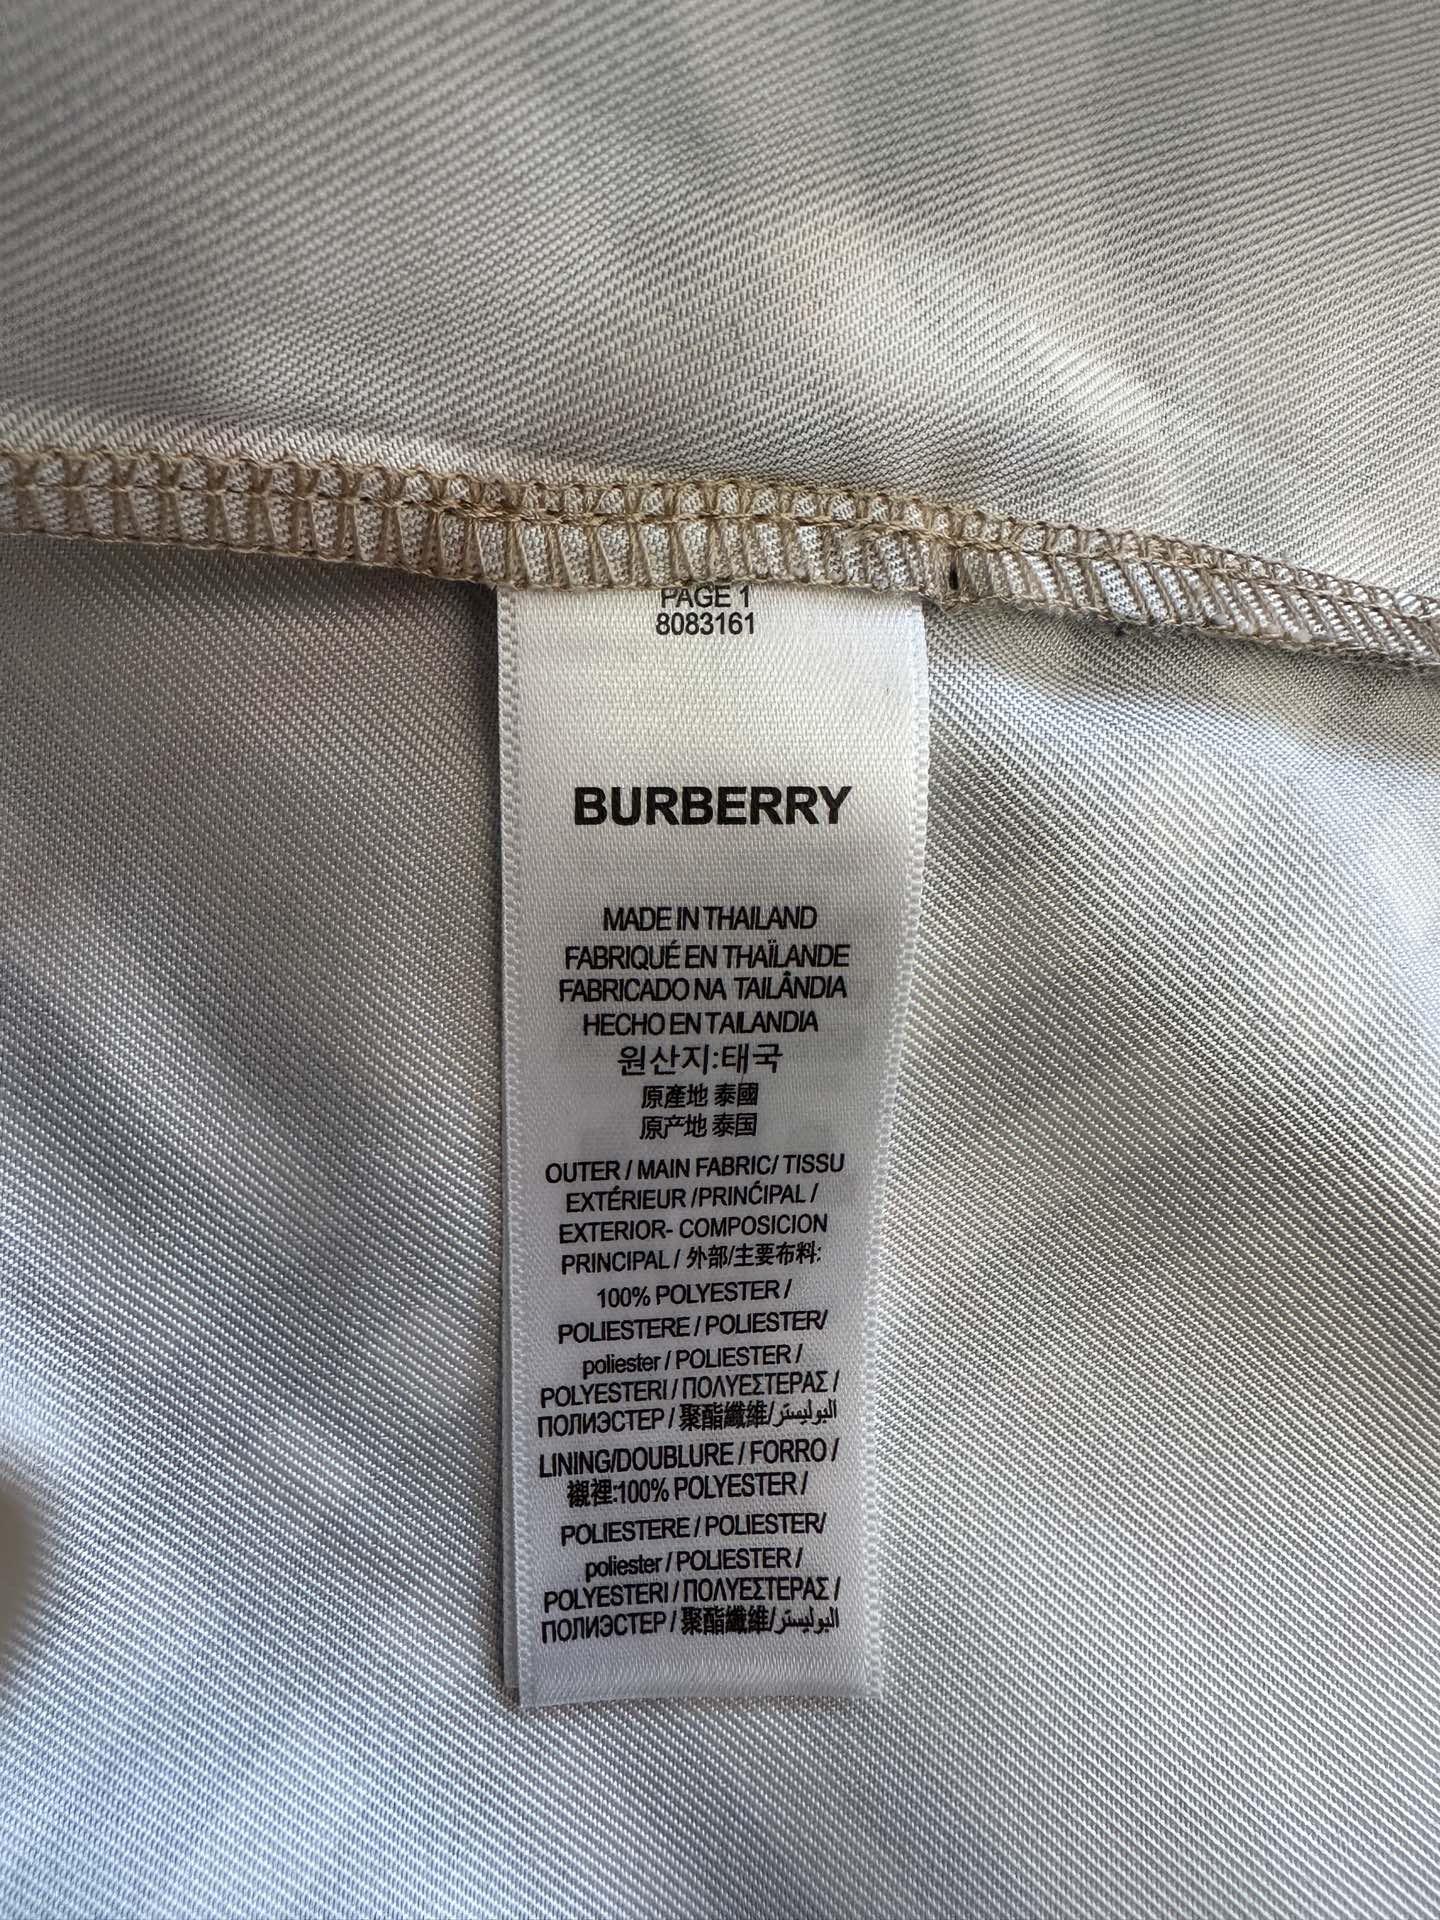 PAGE 1
8083161
BURBERRY
MADE IN THAILAND
FABRIQUÉ EN THAÏLANDE
FABRICADO NA TAILÂNDIA
HECHO EN TAILANDIA
원산지:태국
原產地 泰國
原产地 泰国
OUTER / MAIN FABRIC/ TISSU
EXTÉRIEUR /PRINĆIPAL /
EXTERIOR- COMPOSICION
PRINCIPAL / 外部/主要布料:
100% POLYESTER /
POLIESTERE / POLIESTER/
poliester / POLIESTER /
POLYESTERI / ΠΟΛΥΕΣΤΕΡΑΣ /
ПОЛИЭСТЕР / 聚酯纖維/البوليستر
LINING/DOUBLURE / FORRO /
襯裡:100% POLYESTER /
POLIESTERE / POLIESTER/
poliester / POLIESTER /
POLYESTERI / ΠΟΛΥΕΣΤΕΡΑΣ /
ПОЛИЭСТЕР / 聚酯纖維/البوليستر